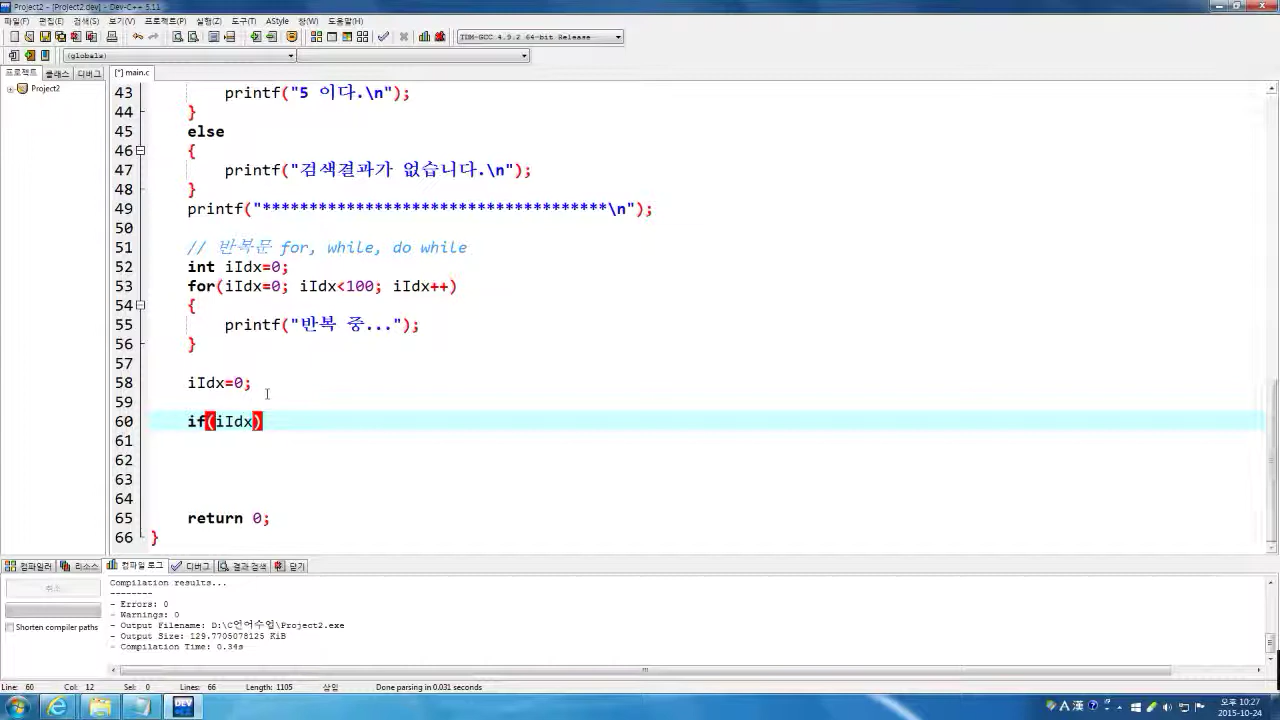 Project2 - [Project2.dev] - Dev-C++ 5.11
파일(F) 편집(E) 검색(S) 보기(V) 프로젝트(P) 실행(Z) 도구(T) AStyle 창(W) 도움말(H)
TDM-GCC 4.9.2 64-bit Release
(globals)
프로젝트 클래스 디버그 [*] main.c
Project2
43 printf("5 이다.\n");
44 }
45 else
46 {
47 printf("검색결과가 없습니다.\n");
48 }
49 printf("*************************************\n");
50
51 // 반복문 for, while, do while
52 int iIdx=0;
53 for(iIdx=0; iIdx<100; iIdx++)
54 {
55 printf("반복 중...");
56 }
57
58 iIdx=0;
59
60 if(iIdx)
61
62
63
64
65 return 0;
66 }
컴파일러 리소스 컴파일 로그 디버그 결과 검색 닫기
취소
Shorten compiler paths
Compilation results...
--------
- Errors: 0
- Warnings: 0
- Output Filename: D:\C언어수업\Project2.exe
- Output Size: 129.7705078125 KiB
- Compilation Time: 0.34s
Line: 60 Col: 12 Sel: 0 Lines: 66 Length: 1105 삽입 Done parsing in 0.031 seconds
DEV
A 漢
오후 10:27
2015-10-24